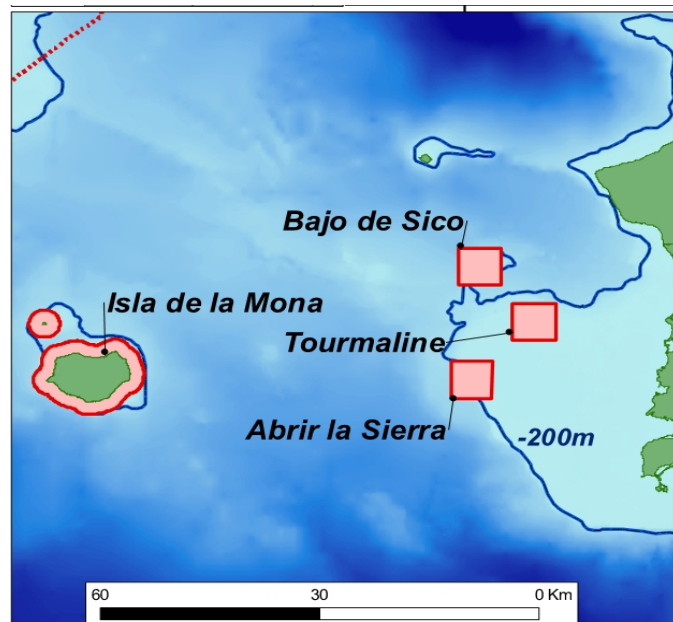 Bajo de Sico
Isla de la Mona
Tourmaline
Abrir la Sierra
-200m
60 30 0 Km